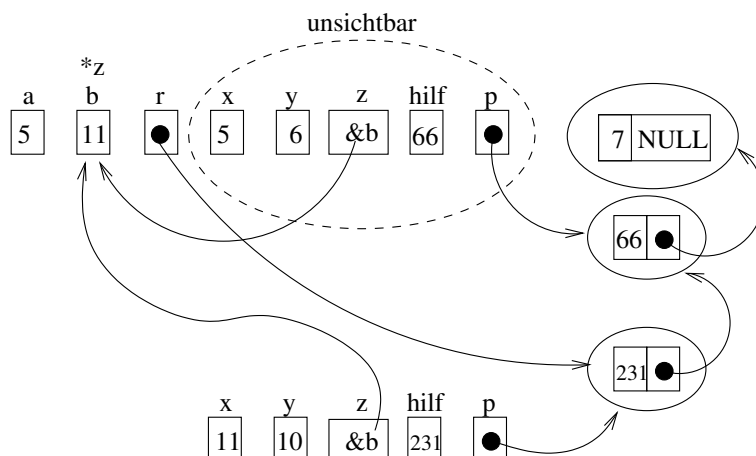 unsichtbar
*z
a b r x y z hilf p
5 11 5 6 &b 66 7 NULL
66
231
x y z hilf p
11 10 &b 231